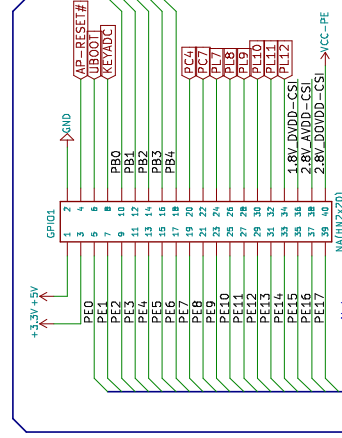 AP-RESET#
UBOOT
KEYADC
PC4
PC7
PL7
PL8
PL9
PL10
PL11
PL12
VCC-PE
GND
PB0
PB1
PB2
PB3
PB4
1.8V_DVDD-CSI
2.8V_AVDD-CSI
2.8V_DOVDD-CSI
GPIO1
2 4 6 8 10 12 14 16 18 20 22 24 26 28 30 32 34 36 38 40
1 3 5 7 9 11 13 15 17 19 21 23 25 27 29 31 33 35 37 39
+5V
+3.3V
PE0
PE1
PE2
PE3
PE4
PE5
PE6
PE7
PE8
PE9
PE10
PE11
PE12
PE13
PE14
PE15
PE16
PE17